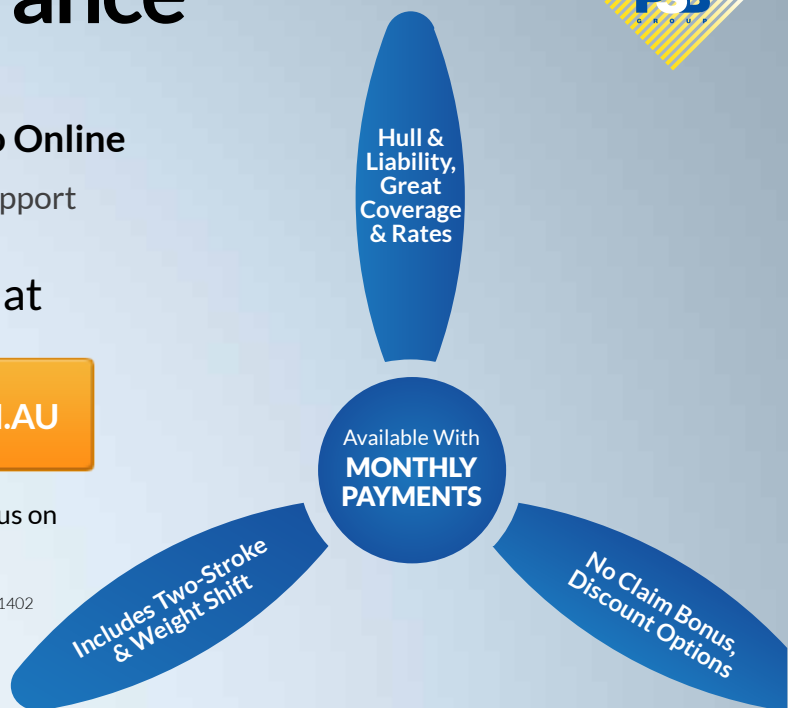 ance
GROUP
Online
pport
at
.AU
us on
1402
Hull &
Liability,
Great
Coverage
& Rates
Available With
MONTHLY
PAYMENTS
Includes Two-Stroke
& Weight Shift
No Claim Bonus,
Discount Options